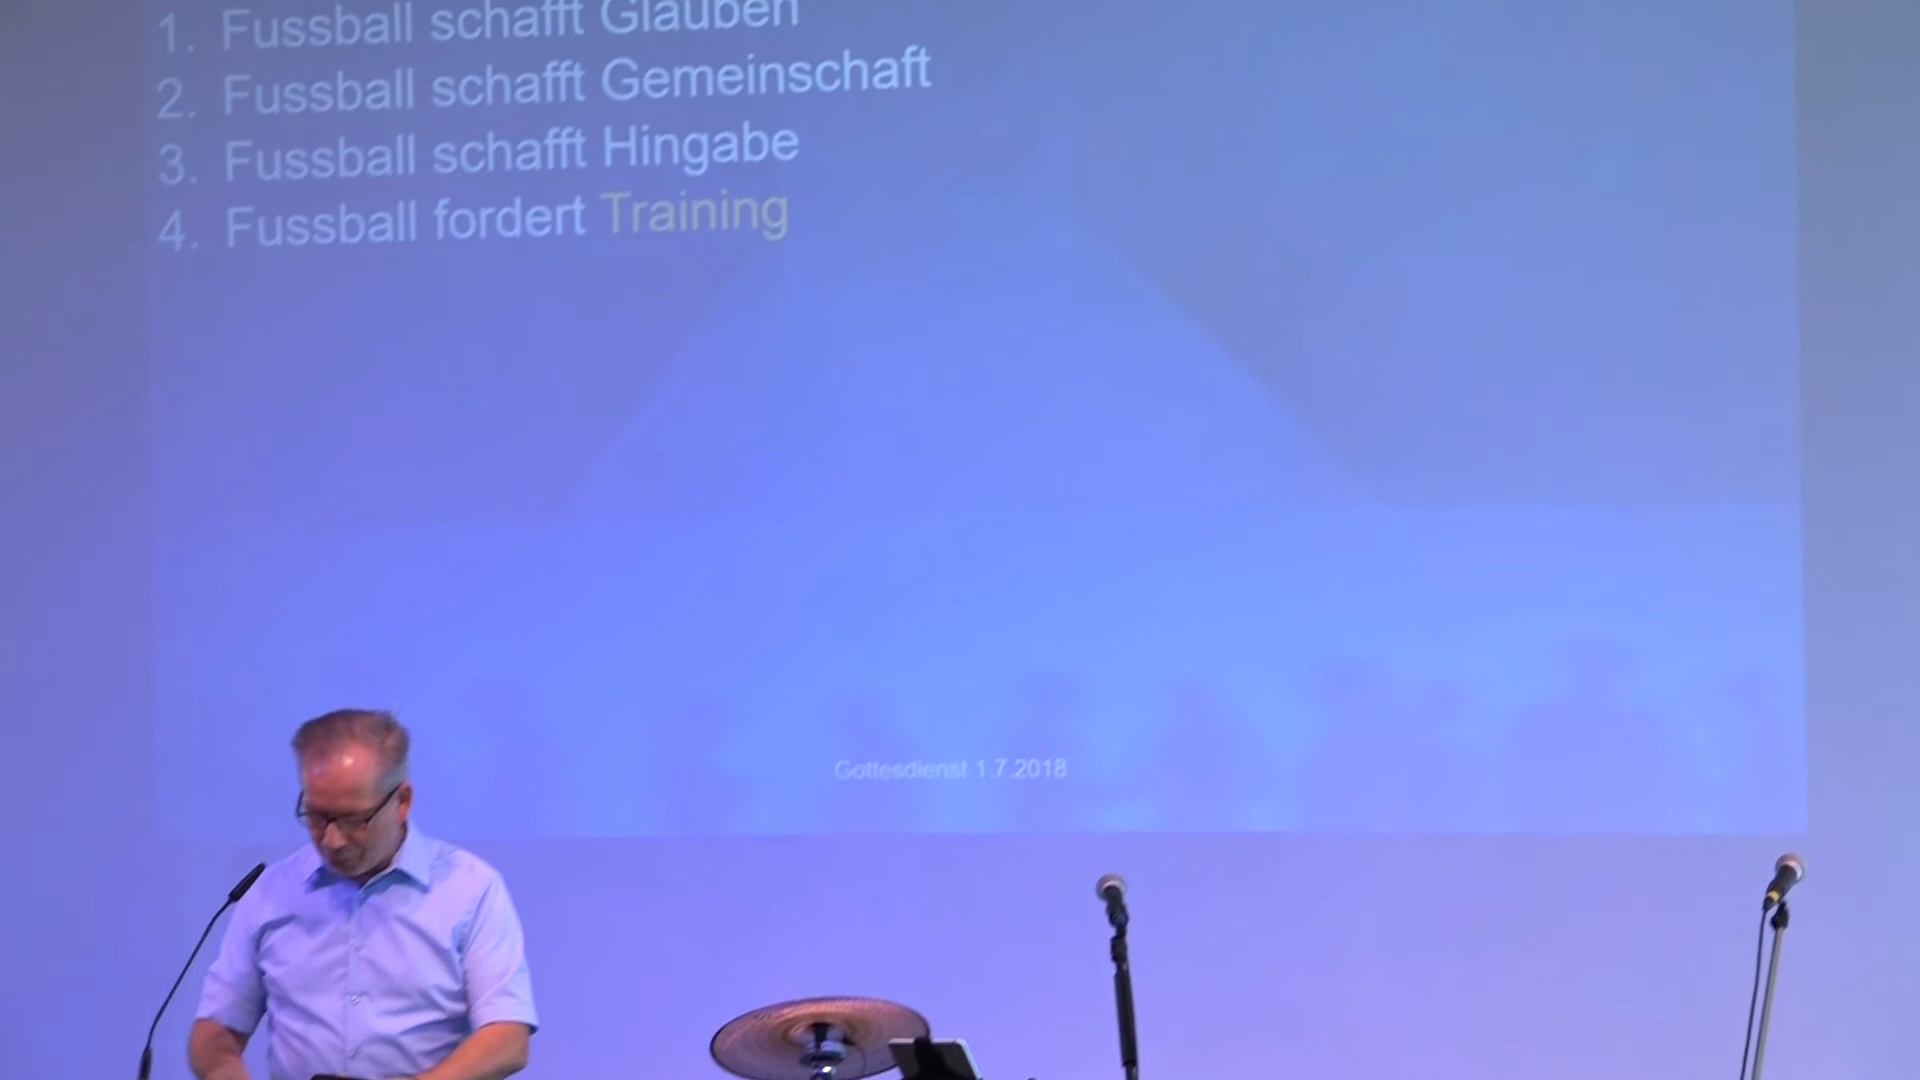 1. Fussball schafft Glauben
2. Fussball schafft Gemeinschaft
3. Fussball schafft Hingabe
4. Fussball fordert Training
Gottesdienst 1.7.2018